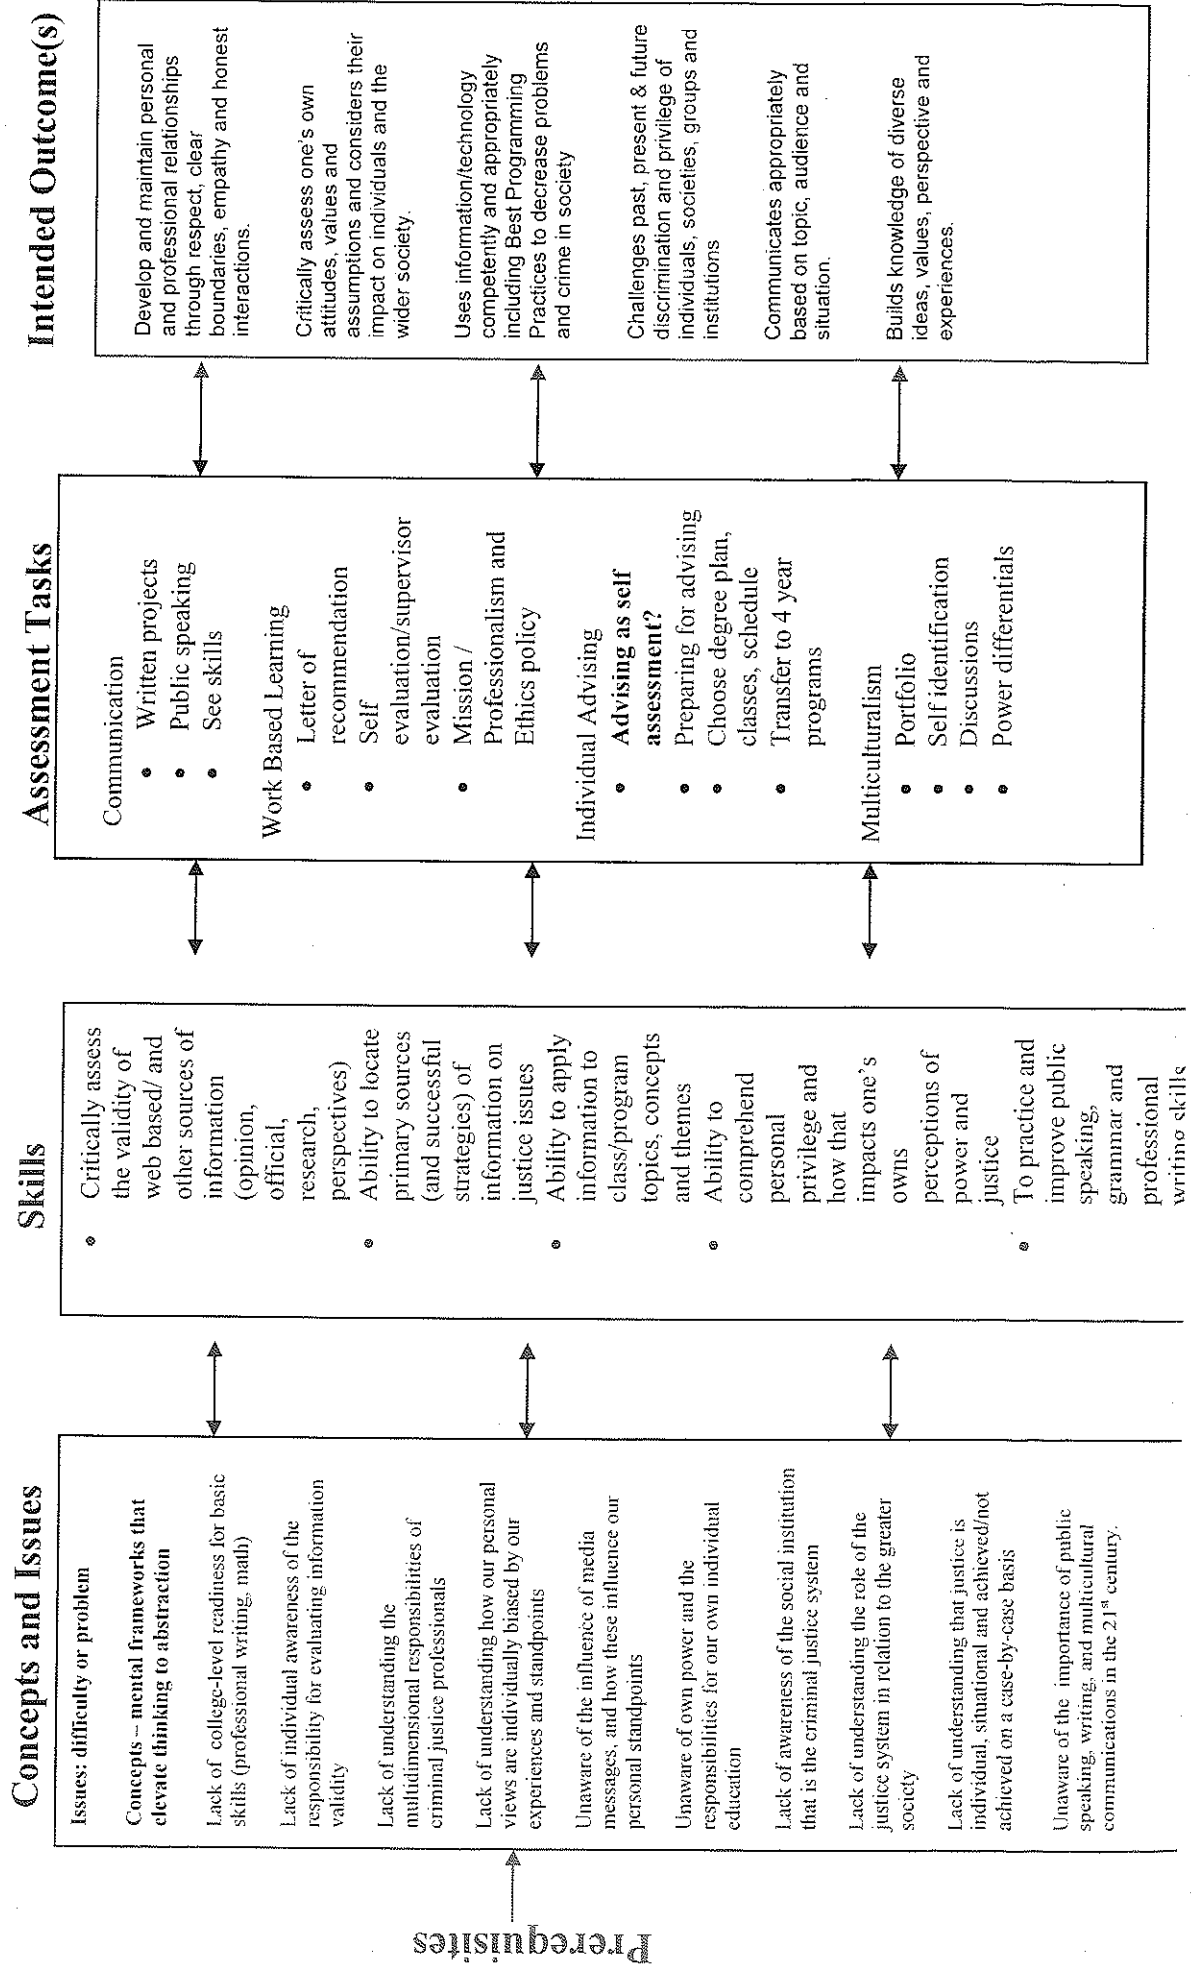 Prerequisites
Concepts and Issues
Issues: difficulty or problem
Concepts – mental frameworks that
elevate thinking to abstraction
Lack of college-level readiness for basic
skills (professional writing, math)
Lack of individual awareness of the
responsibility for evaluating information
validity
Lack of understanding the
multidimensional responsibilities of
criminal justice professionals
Lack of understanding how our personal
views are individually biased by our
experiences and standpoints
Unaware of the influence of media
messages, and how these influence our
personal standpoints
Unaware of own power and the
responsibilities for our own individual
education
Lack of awareness of the social institution
that is the criminal justice system
Lack of understanding the role of the
justice system in relation to the greater
society
Lack of understanding that justice is
individual, situational and achieved/not
achieved on a case-by-case basis
Unaware of the importance of public
speaking, writing, and multicultural
communications in the 21st century.
Skills
• Critically assess
the validity of
web based/ and
other sources of
information
(opinion,
official,
research,
perspectives)
• Ability to locate
primary sources
(and successful
strategies) of
information on
justice issues
• Ability to apply
information to
class/program
topics, concepts
and themes
• Ability to
comprehend
personal
privilege and
how that
impacts one's
owns
perceptions of
power and
justice
• To practice and
improve public
speaking,
grammar and
professional
writing skills
Assessment Tasks
Communication
• Written projects
• Public speaking
• See skills
Work Based Learning
• Letter of
recommendation
• Self
evaluation/supervisor
evaluation
• Mission /
Professionalism and
Ethics policy
Individual Advising
• Advising as self
assessment?
• Preparing for advising
• Choose degree plan,
classes, schedule
• Transfer to 4 year
programs
Multiculturalism
• Portfolio
• Self identification
• Discussions
• Power differentials
Intended Outcome(s)
Develop and maintain personal
and professional relationships
through respect, clear
boundaries, empathy and honest
interactions.
Critically assess one's own
attitudes, values and
assumptions and considers their
impact on individuals and the
wider society.
Uses information/technology
competently and appropriately
including Best Programming
Practices to decrease problems
and crime in society
Challenges past, present & future
discrimination and privilege of
individuals, societies, groups and
institutions
Communicates appropriately
based on topic, audience and
situation.
Builds knowledge of diverse
ideas, values, perspective and
experiences.